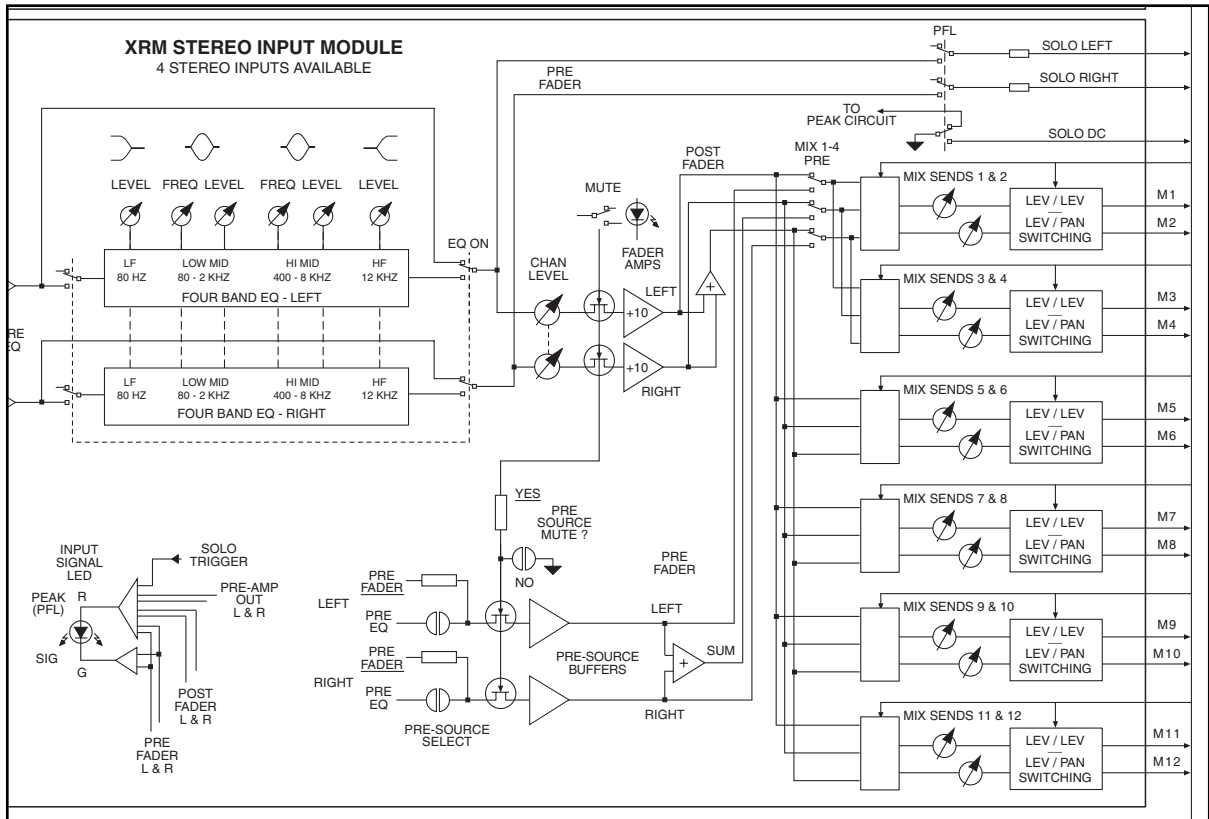 XRM STEREO INPUT MODULE
4 STEREO INPUTS AVAILABLE
PRE
FADER
PFL
SOLO LEFT
SOLO RIGHT
TO
PEAK CIRCUIT
SOLO DC
LEVEL
FREQ LEVEL
FREQ LEVEL
LEVEL
LF
80 HZ
LOW MID
80 - 2 KHZ
HI MID
400 - 8 KHZ
HF
12 KHZ
FOUR BAND EQ - LEFT
EQ ON
RE
EQ
LF
80 HZ
LOW MID
80 - 2 KHZ
HI MID
400 - 8 KHZ
HF
12 KHZ
FOUR BAND EQ - RIGHT
CHAN
LEVEL
MUTE
FADER
AMPS
LEFT
+10
+10
RIGHT
+
POST
FADER
MIX 1-4
PRE
MIX SENDS 1 & 2
LEV / LEV
LEV / PAN
SWITCHING
M1
M2
MIX SENDS 3 & 4
LEV / LEV
LEV / PAN
SWITCHING
M3
M4
MIX SENDS 5 & 6
LEV / LEV
LEV / PAN
SWITCHING
M5
M6
MIX SENDS 7 & 8
LEV / LEV
LEV / PAN
SWITCHING
M7
M8
MIX SENDS 9 & 10
LEV / LEV
LEV / PAN
SWITCHING
M9
M10
MIX SENDS 11 & 12
LEV / LEV
LEV / PAN
SWITCHING
M11
M12
YES
PRE
SOURCE
MUTE ?
NO
PRE
FADER
LEFT
PRE
EQ
PRE
FADER
RIGHT
PRE
EQ
PRE-SOURCE
SELECT
PRE-SOURCE
BUFFERS
PRE
FADER
LEFT
+
SUM
RIGHT
INPUT
SIGNAL
LED
SOLO
TRIGGER
PEAK
(PFL)
R
PRE-AMP
OUT
L & R
SIG
G
POST
FADER
L & R
PRE
FADER
L & R